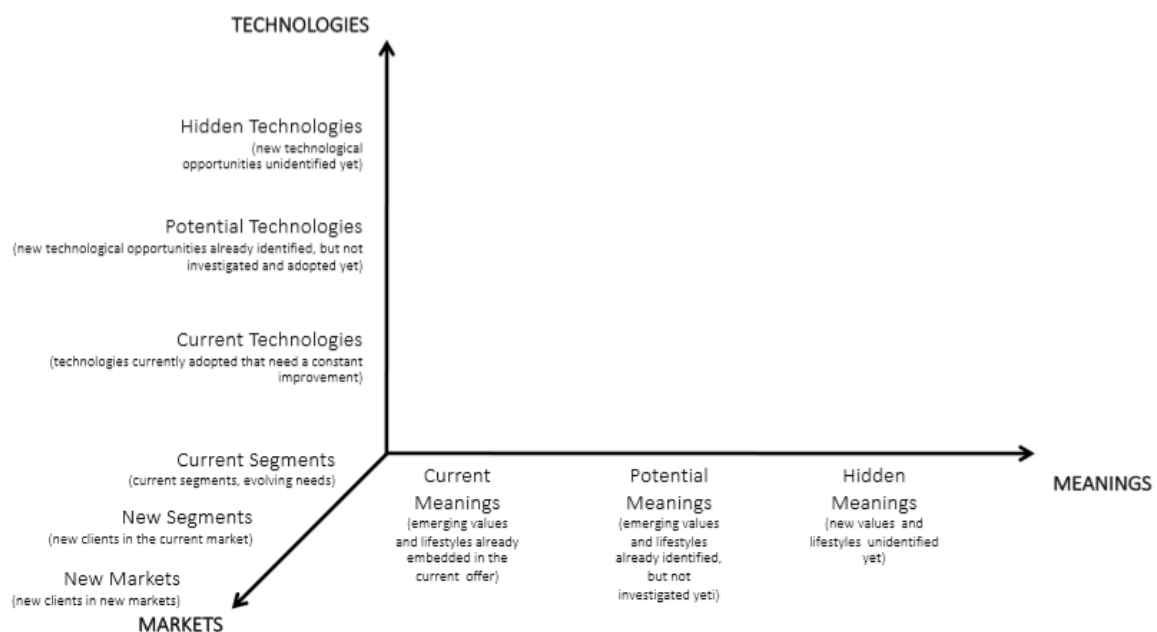 TECHNOLOGIES
Hidden Technologies
(new technological
opportunities unidentified yet)
Potential Technologies
(new technological opportunities already identified, but not
investigated and adopted yet)
Current Technologies
(technologies currently adopted that need a constant
improvement)
Current Segments
(current segments, evolving needs)
New Segments
(new clients in the current market)
New Markets
(new clients in new markets)
MARKETS
Current
Meanings
(emerging values
and lifestyles already
embedded in the
current offer)
Potential
Meanings
(emerging values
and lifestyles
already identified,
but not
investigated yeti)
Hidden
Meanings
(new values and
lifestyles unidentified
yet)
MEANINGS